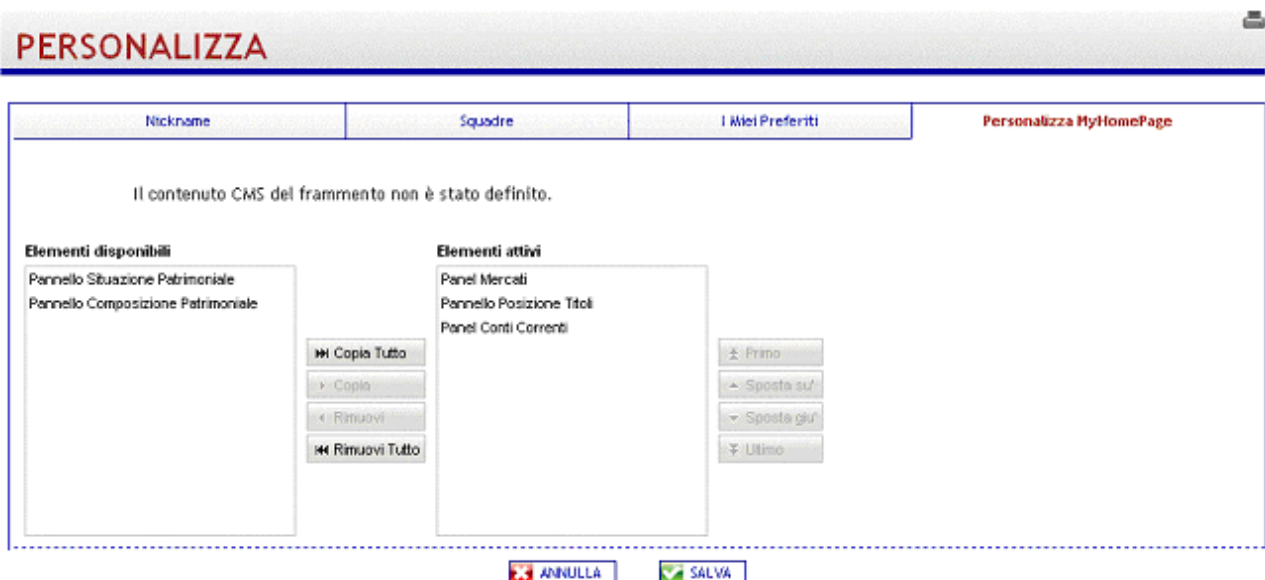 PERSONALIZZA
Nickname
Squadre
I Miei Preferiti
Personalizza MyHomePage
Il contenuto CMS del frammento non è stato definito.
Elementi disponibili
Elementi attivi
Pannello Situazione Patrimoniale
Pannello Composizione Patrimoniale
Panel Mercati
Pannello Posizione Titoli
Panel Conti Correnti
Copia Tutto
Copia
Rimuovi
Rimuovi Tutto
Primo
Sposta su'
Sposta giu'
Ultimo
ANNULLA
SALVA